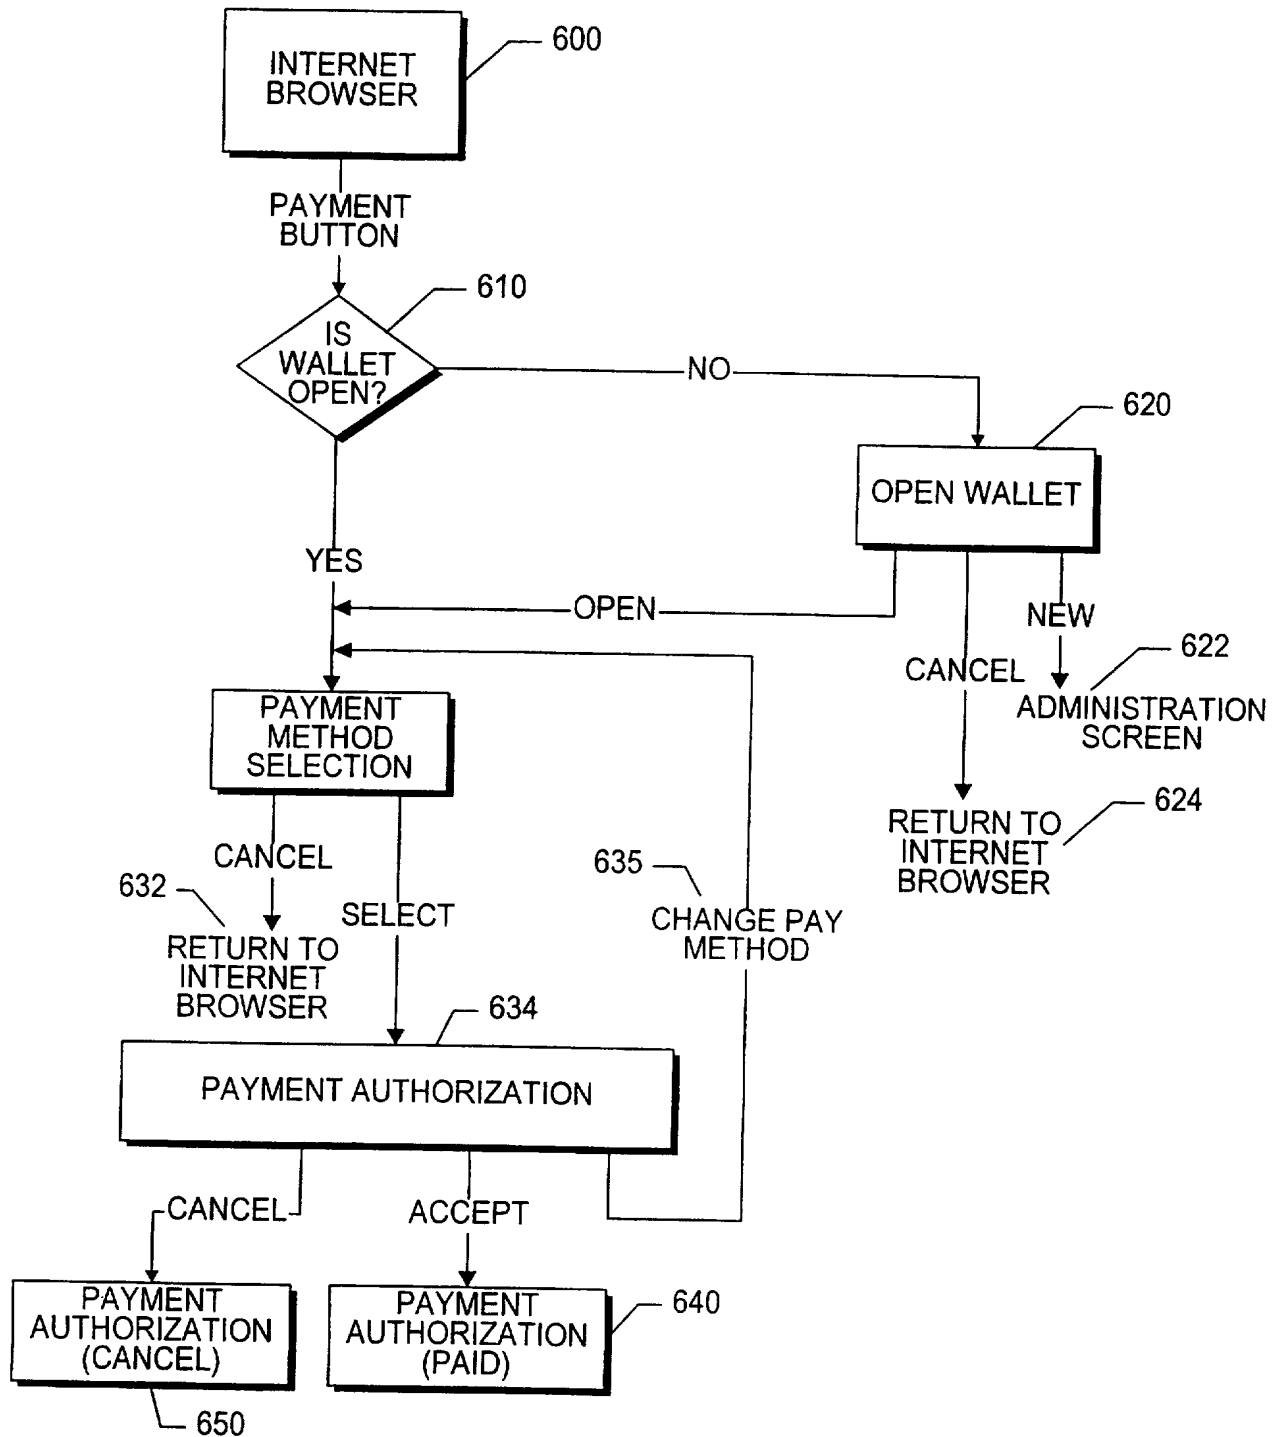 600
INTERNET
BROWSER
PAYMENT
BUTTON
610
IS
WALLET
OPEN?
NO
620
OPEN WALLET
YES
OPEN
NEW
622
CANCEL
ADMINISTRATION
SCREEN
PAYMENT
METHOD
SELECTION
624
RETURN TO
INTERNET
BROWSER
CANCEL
635
632
SELECT
CHANGE PAY
METHOD
RETURN TO
INTERNET
BROWSER
634
PAYMENT AUTHORIZATION
CANCEL
ACCEPT
PAYMENT
AUTHORIZATION
(CANCEL)
PAYMENT
AUTHORIZATION
(PAID)
640
650